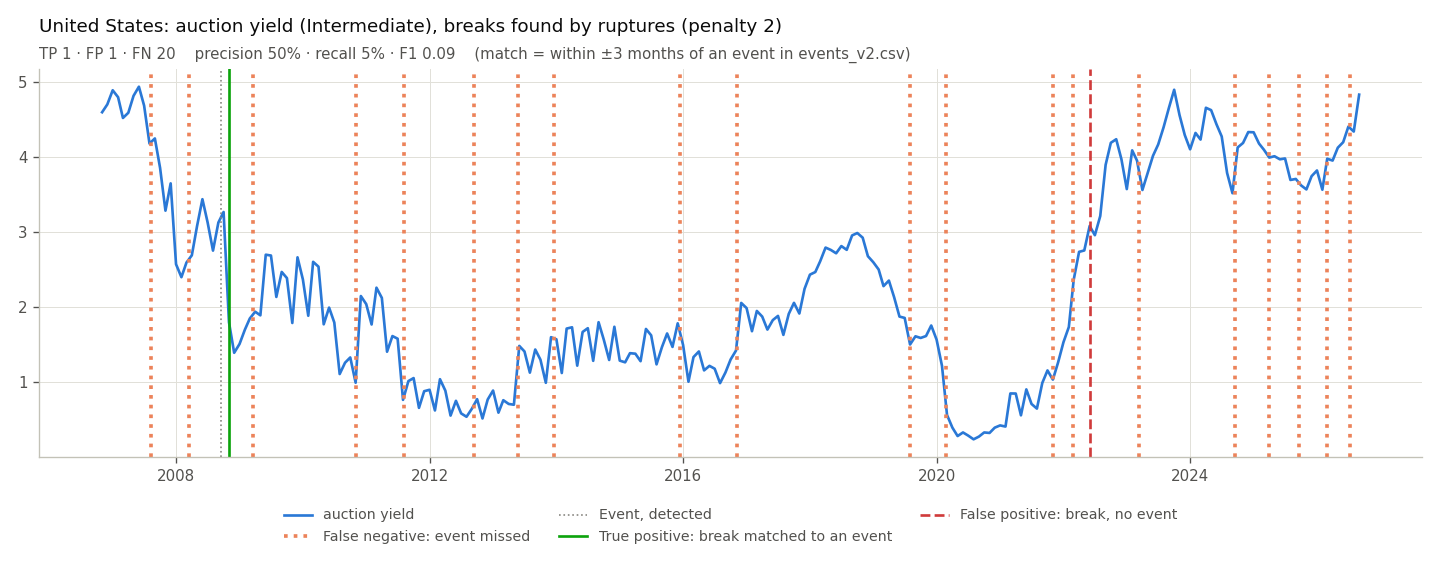 United States: auction yield (Intermediate), breaks found by ruptures (penalty 2)
TP 1 · FP 1 · FN 20    precision 50% · recall 5% · F1 0.09    (match = within ±3 months of an event in events_v2.csv)
5
4
3
2
1
2008 2012 2016 2020 2024
auction yield
False negative: event missed
Event, detected
True positive: break matched to an event
False positive: break, no event